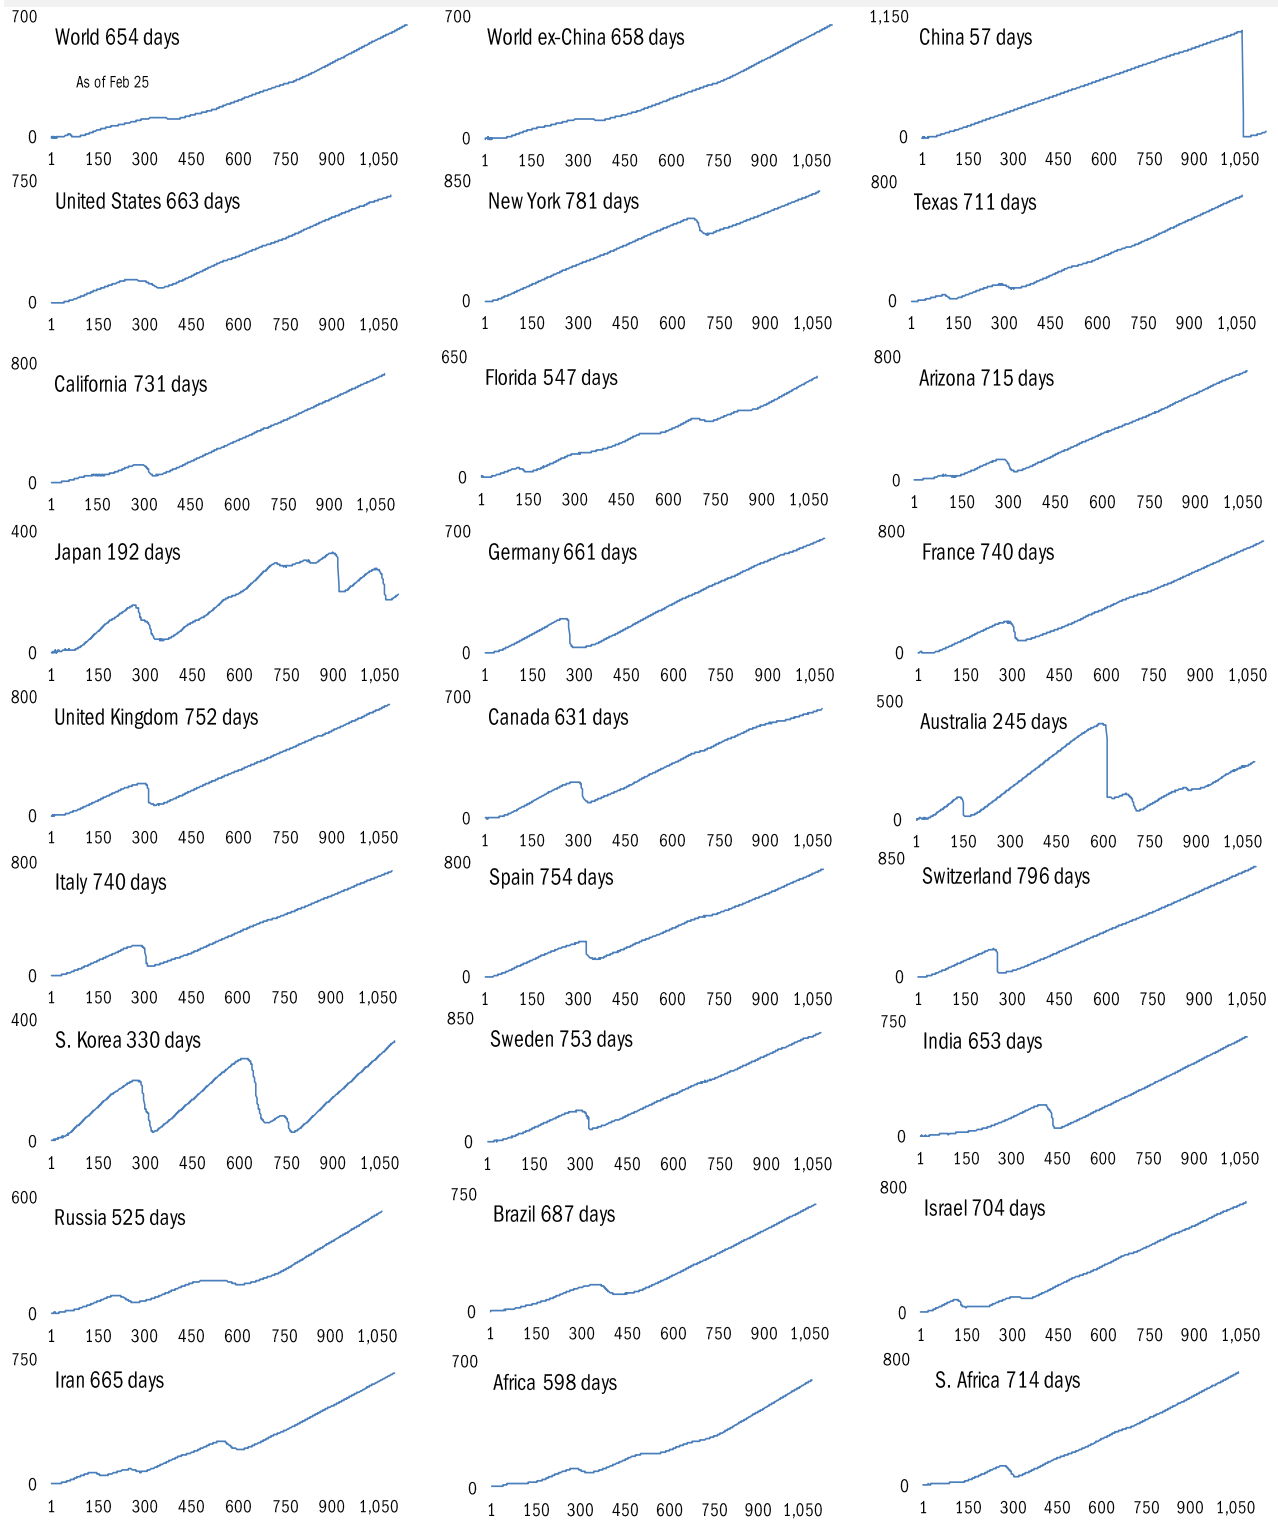 700 700 1,150
World 654 days World ex-China 658 days China 57 days
As of Feb 25
0 0 0
1 150 300 450 600 750 900 1,050 1 150 300 450 600 750 900 1,050 1 150 300 450 600 750 900 1,050
750 850 800
United States 663 days New York 781 days Texas 711 days
0 0 0
1 150 300 450 600 750 900 1,050 1 150 300 450 600 750 900 1,050 1 150 300 450 600 750 900 1,050
800 650 800
California 731 days Florida 547 days Arizona 715 days
0 0 0
1 150 300 450 600 750 900 1,050 1 150 300 450 600 750 900 1,050 1 150 300 450 600 750 900 1,050
400 700 800
Japan 192 days Germany 661 days France 740 days
0 0 0
1 150 300 450 600 750 900 1,050 1 150 300 450 600 750 900 1,050 1 150 300 450 600 750 900 1,050
800 700 500
United Kingdom 752 days Canada 631 days Australia 245 days
0 0 0
1 150 300 450 600 750 900 1,050 1 150 300 450 600 750 900 1,050 1 150 300 450 600 750 900 1,050
800 800 850
Italy 740 days Spain 754 days Switzerland 796 days
0 0 0
1 150 300 450 600 750 900 1,050 1 150 300 450 600 750 900 1,050 1 150 300 450 600 750 900 1,050
400 850 750
S. Korea 330 days Sweden 753 days India 653 days
0 0 0
1 150 300 450 600 750 900 1,050 1 150 300 450 600 750 900 1,050 1 150 300 450 600 750 900 1,050
600 750 800
Russia 525 days Brazil 687 days Israel 704 days
0 0 0
1 150 300 450 600 750 900 1,050 1 150 300 450 600 750 900 1,050 1 150 300 450 600 750 900 1,050
750 700 800
Iran 665 days Africa 598 days S. Africa 714 days
0 0 0
1 150 300 450 600 750 900 1,050 1 150 300 450 600 750 900 1,050 1 150 300 450 600 750 900 1,050